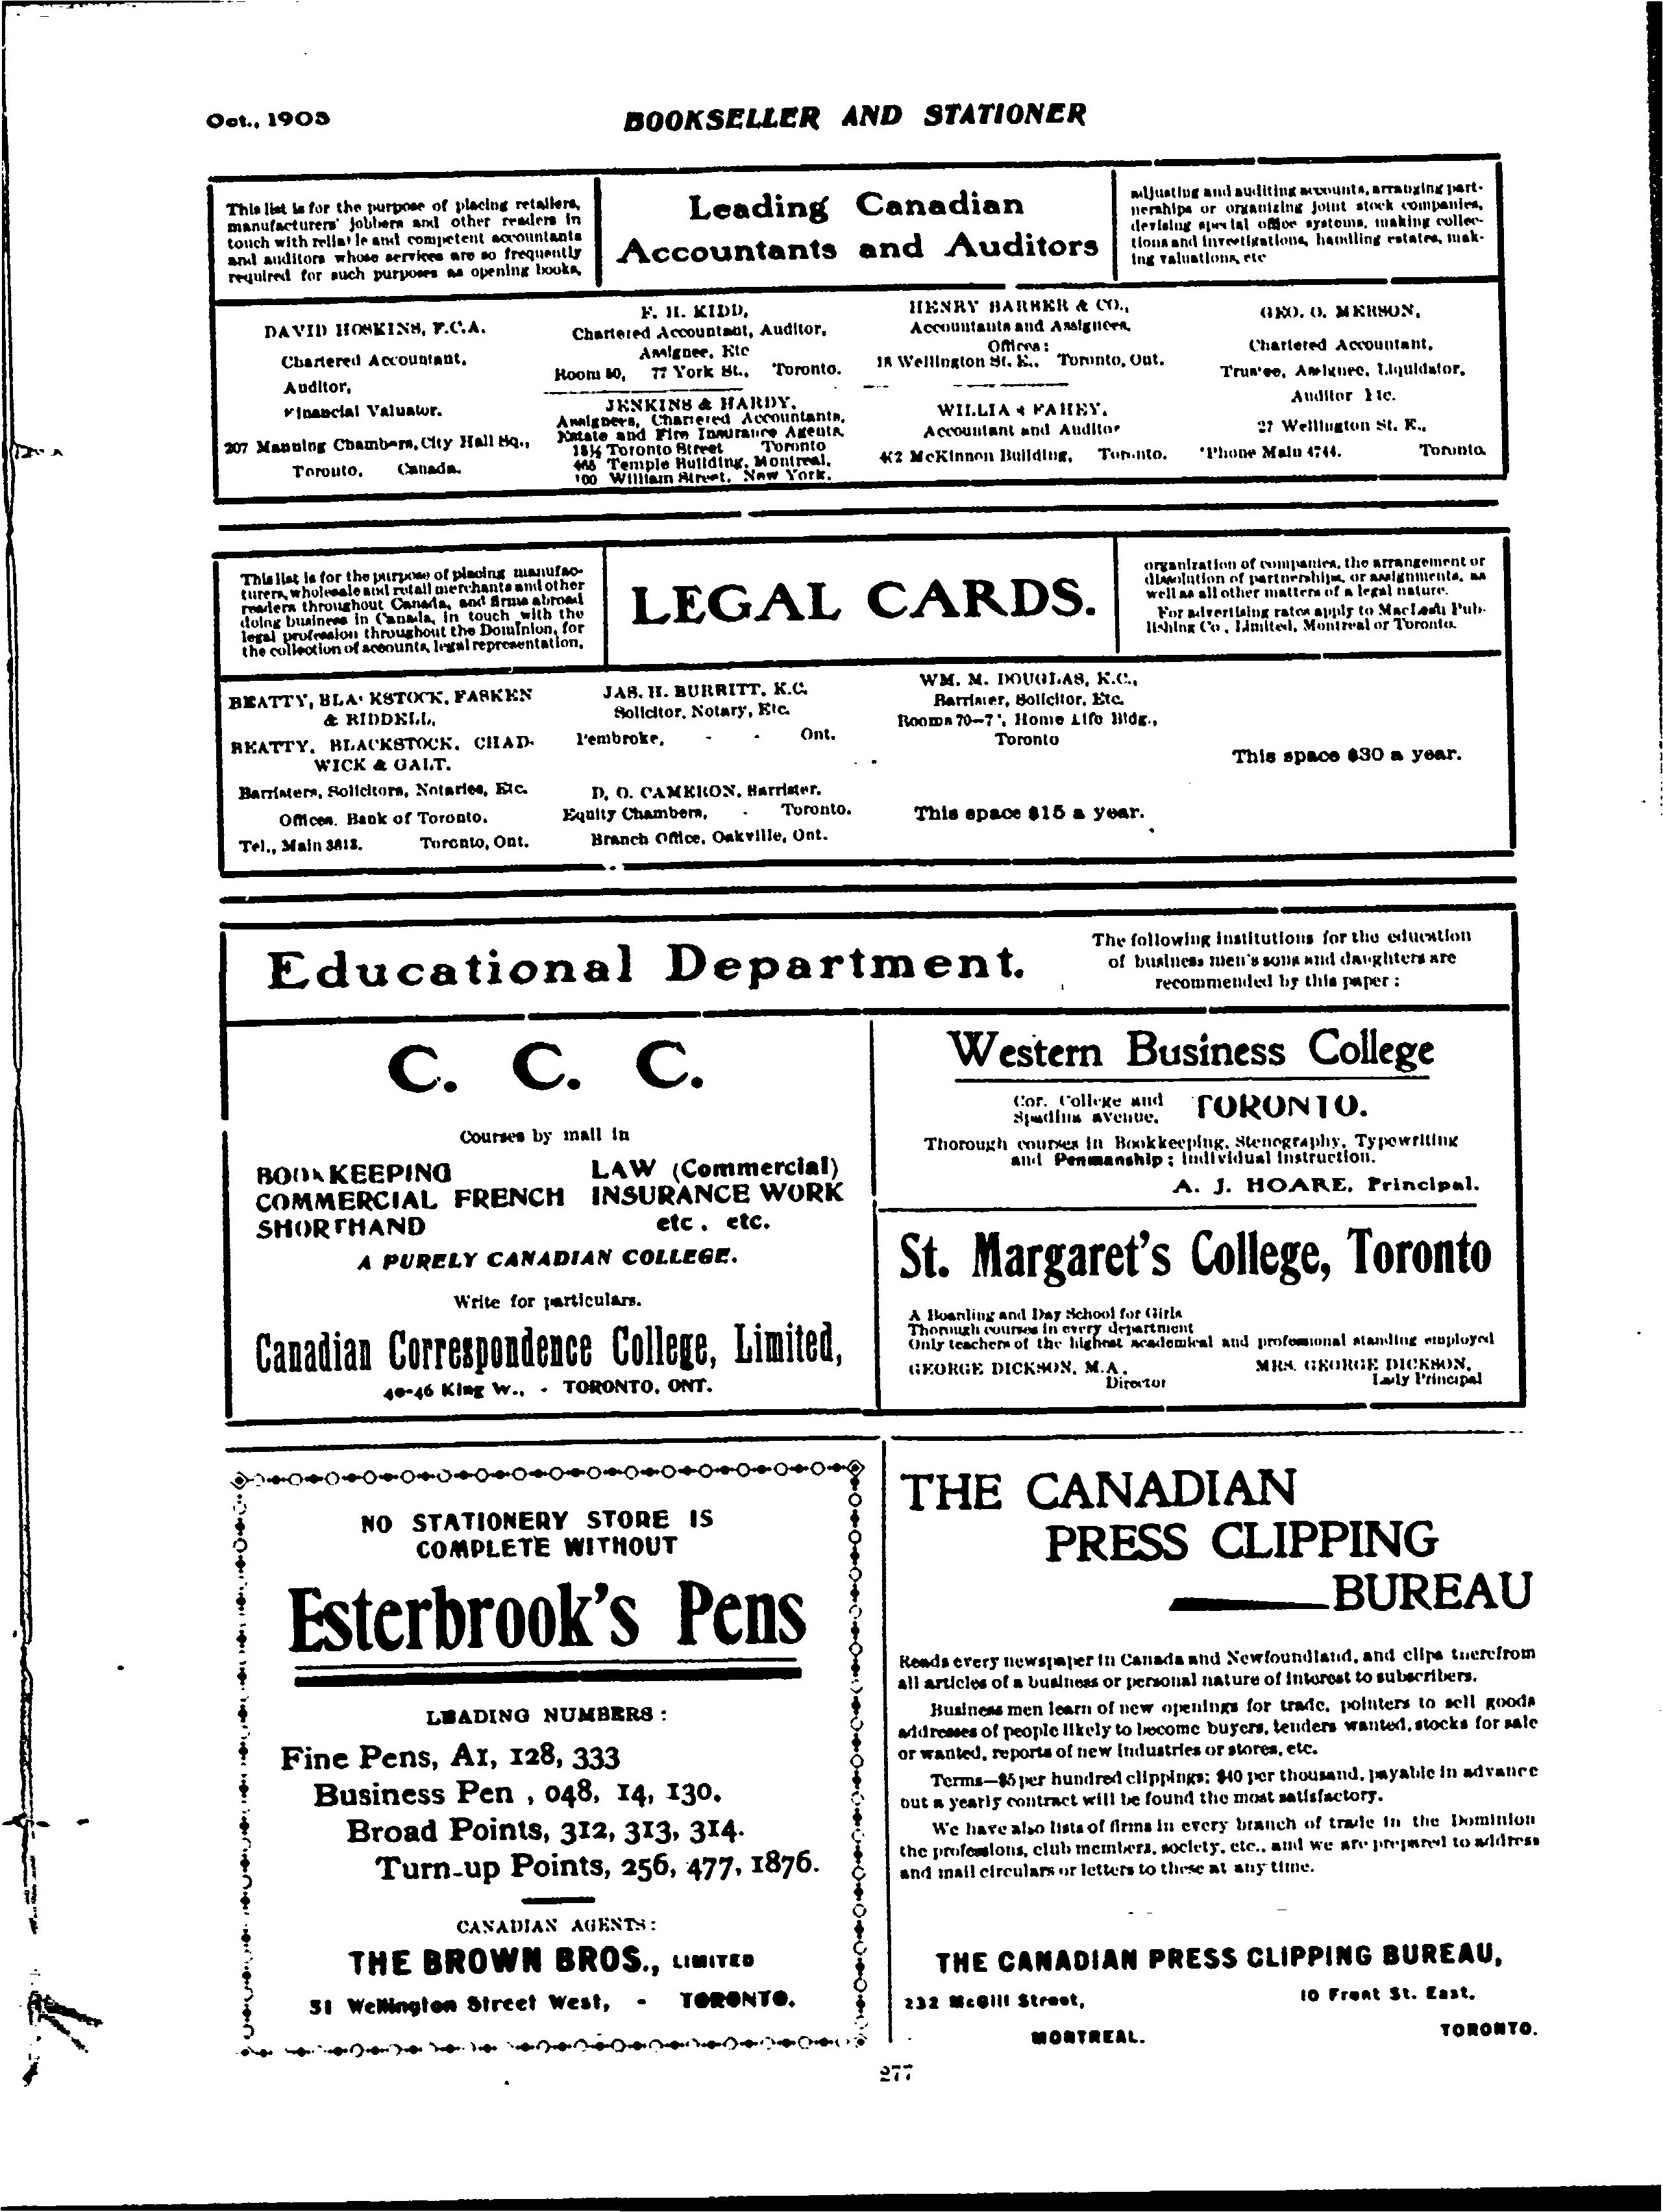 Oct., 1903
BOOKSELLER AND STATIONER
This list is for the purpose of placing retailers,
manufacturers' jobbers and other readers in
touch with reliable and competent accountants
and auditors whose services are so frequently
required for such purposes as opening books,
Leading Canadian
Accountants and Auditors
adjusting and auditing accounts, arranging part-
nerships or organizing joint stock companies,
devising special office systems, making collec-
tions and investigations, handling estates, mak-
ing valuations, etc
DAVID HOSKINS, F.C.A.
Chartered Accountant,
Auditor,
Financial Valuator.
207 Manning Chambers, City Hall Sq.,
Toronto, Canada.
F. H. KIDD,
Chartered Accountant, Auditor,
Assignee, Etc
Room 50, 77 York St., Toronto.
JENKINS & HARDY,
Assignees, Chartered Accountants,
Estate and Fire Insurance Agents,
15½ Toronto Street Toronto
465 Temple Building, Montreal.
100 William Street, New York.
HENRY BARBER & CO.,
Accountants and Assignees,
Offices:
18 Wellington St. E., Toronto, Ont.
WILLIAM FAHEY,
Accountant and Auditor
McKinnon Building, Toronto.
GEO. O. MERSON,
Chartered Accountant,
Trustee, Assignee, Liquidator,
Auditor Etc.
27 Wellington St. E.,
'Phone Main 4744. Toronto.
This list is for the purpose of placing manufac-
turers, wholesale and retail merchants and other
readers throughout Canada, and firms abroad
doing business in Canada, in touch with the
legal profession throughout the Dominion, for
the collection of accounts, legal representation,
LEGAL CARDS.
organization of companies, the arrangement or
dissolution of partnerships, or assignments, as
well as all other matters of a legal nature.
For advertising rates apply to MacLean Pub-
lishing Co., Limited, Montreal or Toronto.
BEATTY, BLACKSTOCK, FASKEN
& RIDDELL,
BEATTY, BLACKSTOCK, CHAD-
WICK & GALT.
Barristers, Solicitors, Notaries, Etc.
Offices, Bank of Toronto.
Tel., Main 3813. Toronto, Ont.
JAS. H. BURRITT, K.C.
Solicitor, Notary, Etc.
Pembroke, - - Ont.
D. O. CAMERON, Barrister.
Equity Chambers, - Toronto.
Branch Office, Oakville, Ont.
WM. M. DOUGLAS, K.C.,
Barrister, Solicitor, Etc.
Rooms Home Life Bldg.,
Toronto
This space $15 a year.
This space $30 a year.
Educational Department.
The following institutions for the education
of business men's sons and daughters are
recommended by this paper:
C. C. C.
Courses by mail in
BOOKKEEPING LAW (Commercial)
COMMERCIAL FRENCH INSURANCE WORK
SHORTHAND etc, etc.
A PURELY CANADIAN COLLEGE.
Write for particulars.
Canadian Correspondence College, Limited,
40-46 King W., - TORONTO, ONT.
Western Business College
Cor. College and
Spadina Avenue, TORONTO.
Thorough courses in Bookkeeping, Stenography, Typewriting
and Penmanship; individual instruction.
A. J. HOARE, Principal.
St. Margaret's College, Toronto
A Boarding and Day School for Girls
Thorough courses in every department
Only teachers of the highest academical and professional standing employed
GEORGE DICKSON, M.A., MRS. GEORGE DICKSON,
Director Lady Principal
NO STATIONERY STORE IS
COMPLETE WITHOUT
Esterbrook's Pens
LEADING NUMBERS:
Fine Pens, A1, 128, 333
Business Pen , 048, 14, 130.
Broad Points, 312, 313, 314.
Turn-up Points, 256, 477, 1876.
CANADIAN AGENTS:
THE BROWN BROS., LIMITED
51 Wellington Street West, - TORONTO.
THE CANADIAN
PRESS CLIPPING
BUREAU
Reads every newspaper in Canada and Newfoundland, and clips therefrom
all articles of a business or personal nature of interest to subscribers.
Business men learn of new openings for trade, pointers to sell goods
addresses of people likely to become buyers, tenders wanted, stocks for sale
or wanted, reports of new industries or stores, etc.
Terms—$5 per hundred clippings; $40 per thousand, payable in advance
but a yearly contract will be found the most satisfactory.
We have also lists of firms in every branch of trade in the Dominion
the professions, club members, society, etc., and we are prepared to address
and mail circulars or letters to these at any time.
THE CANADIAN PRESS CLIPPING BUREAU,
232 McGill Street, 10 Front St. East,
MONTREAL. TORONTO.
277